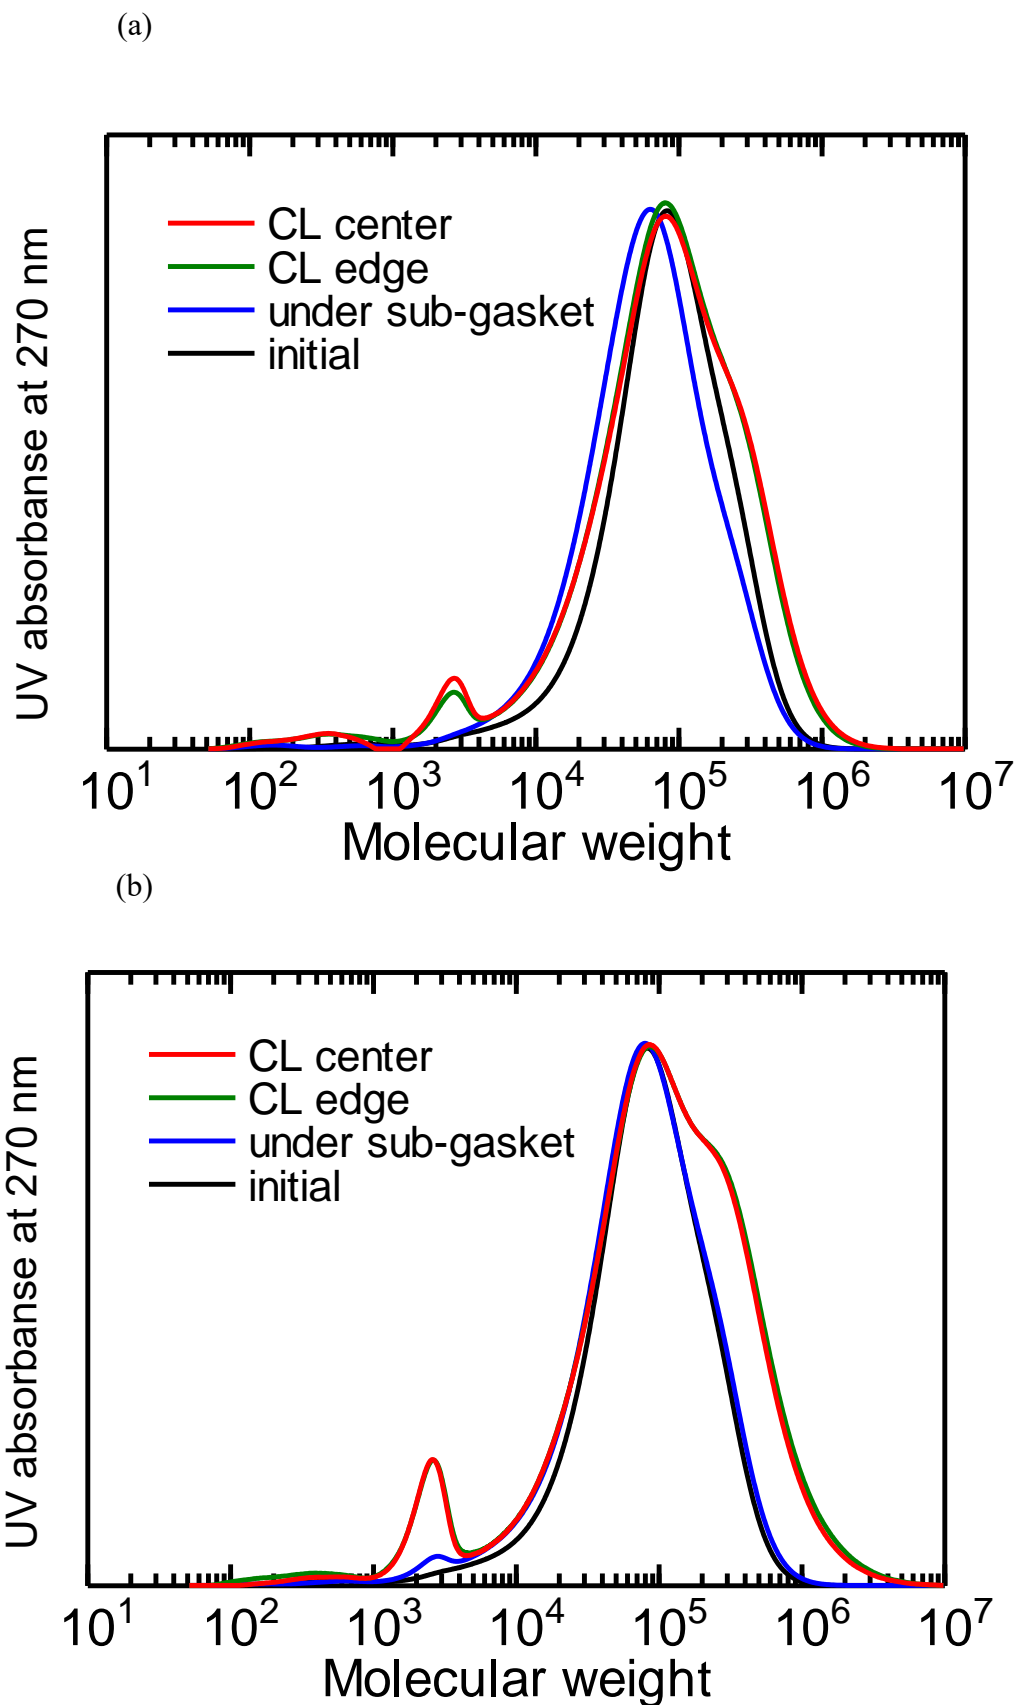 (a)
UV absorbanse at 270 nm
CL center
CL edge
under sub-gasket
initial
10¹ 10² 10³ 10⁴ 10⁵ 10⁶ 10⁷
Molecular weight
(b)
UV absorbanse at 270 nm
CL center
CL edge
under sub-gasket
initial
10¹ 10² 10³ 10⁴ 10⁵ 10⁶ 10⁷
Molecular weight